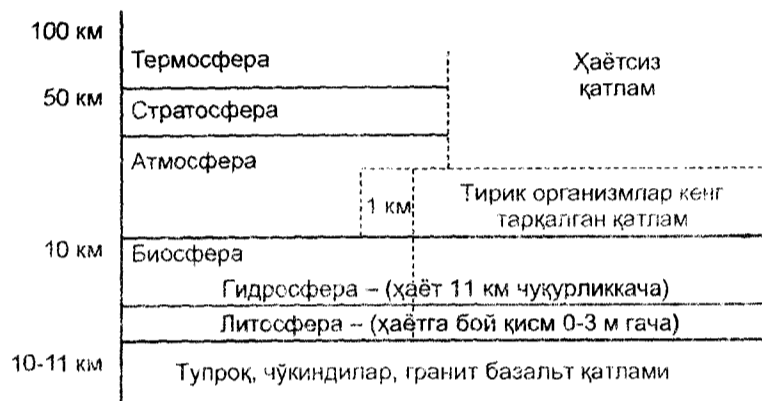 100 км
Термосфера
Ҳаётсиз
қатлам
50 км
Стратосфера
Атмосфера
1 км
Тирик организмлар кенг
тарқалган қатлам
10 км
Биосфера
Гидросфера – (ҳаёт 11 км чуқурликкача)
Литосфера – (ҳаётга бой қисм 0-3 м гача)
10-11 км
Тупроқ, чўкиндилар, гранит базальт қатлами